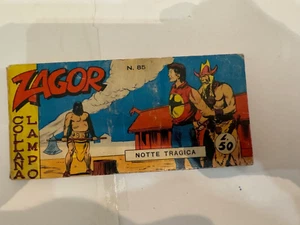 N. 65
ZAGOR
COLLANA
LAMPO
£ 50
NOTTE TRAGICA